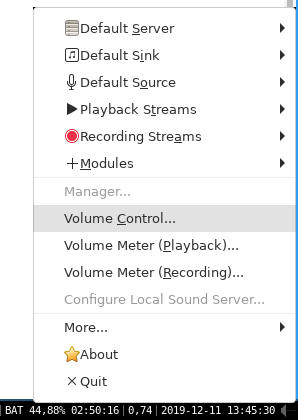 Default Server
Default Sink
Default Source
Playback Streams
Recording Streams
Modules
Manager...
Volume Control...
Volume Meter (Playback)...
Volume Meter (Recording)...
Configure Local Sound Server...
More...
About
Quit
BAT 44,88% 02:50:16 | 0,74 | 2019-12-11 13:45:30